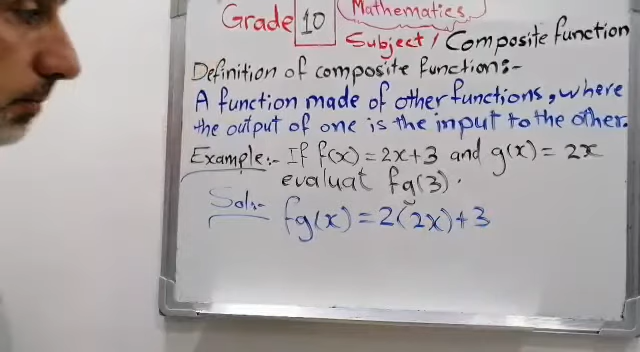 Grade 10 Mathematics
Subject / Composite function
Definition of composite function:-
A function made of other functions, where
the output of one is the input to the other.
Example:- If f(x) = 2x+3 and g(x) = 2x
evaluat fg(3).
Sol:- fg(x) = 2(2x)+3